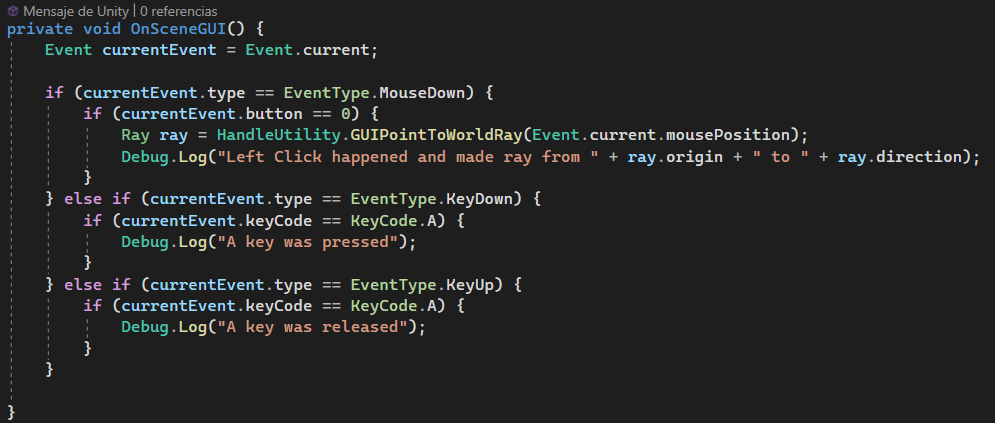 Mensaje de Unity | 0 referencias
private void OnSceneGUI() {
    Event currentEvent = Event.current;
    if (currentEvent.type == EventType.MouseDown) {
        if (currentEvent.button == 0) {
            Ray ray = HandleUtility.GUIPointToWorldRay(Event.current.mousePosition);
            Debug.Log("Left Click happened and made ray from " + ray.origin + " to " + ray.direction);
        }
    } else if (currentEvent.type == EventType.KeyDown) {
        if (currentEvent.keyCode == KeyCode.A) {
            Debug.Log("A key was pressed");
        }
    } else if (currentEvent.type == EventType.KeyUp) {
        if (currentEvent.keyCode == KeyCode.A) {
            Debug.Log("A key was released");
        }
    }
}